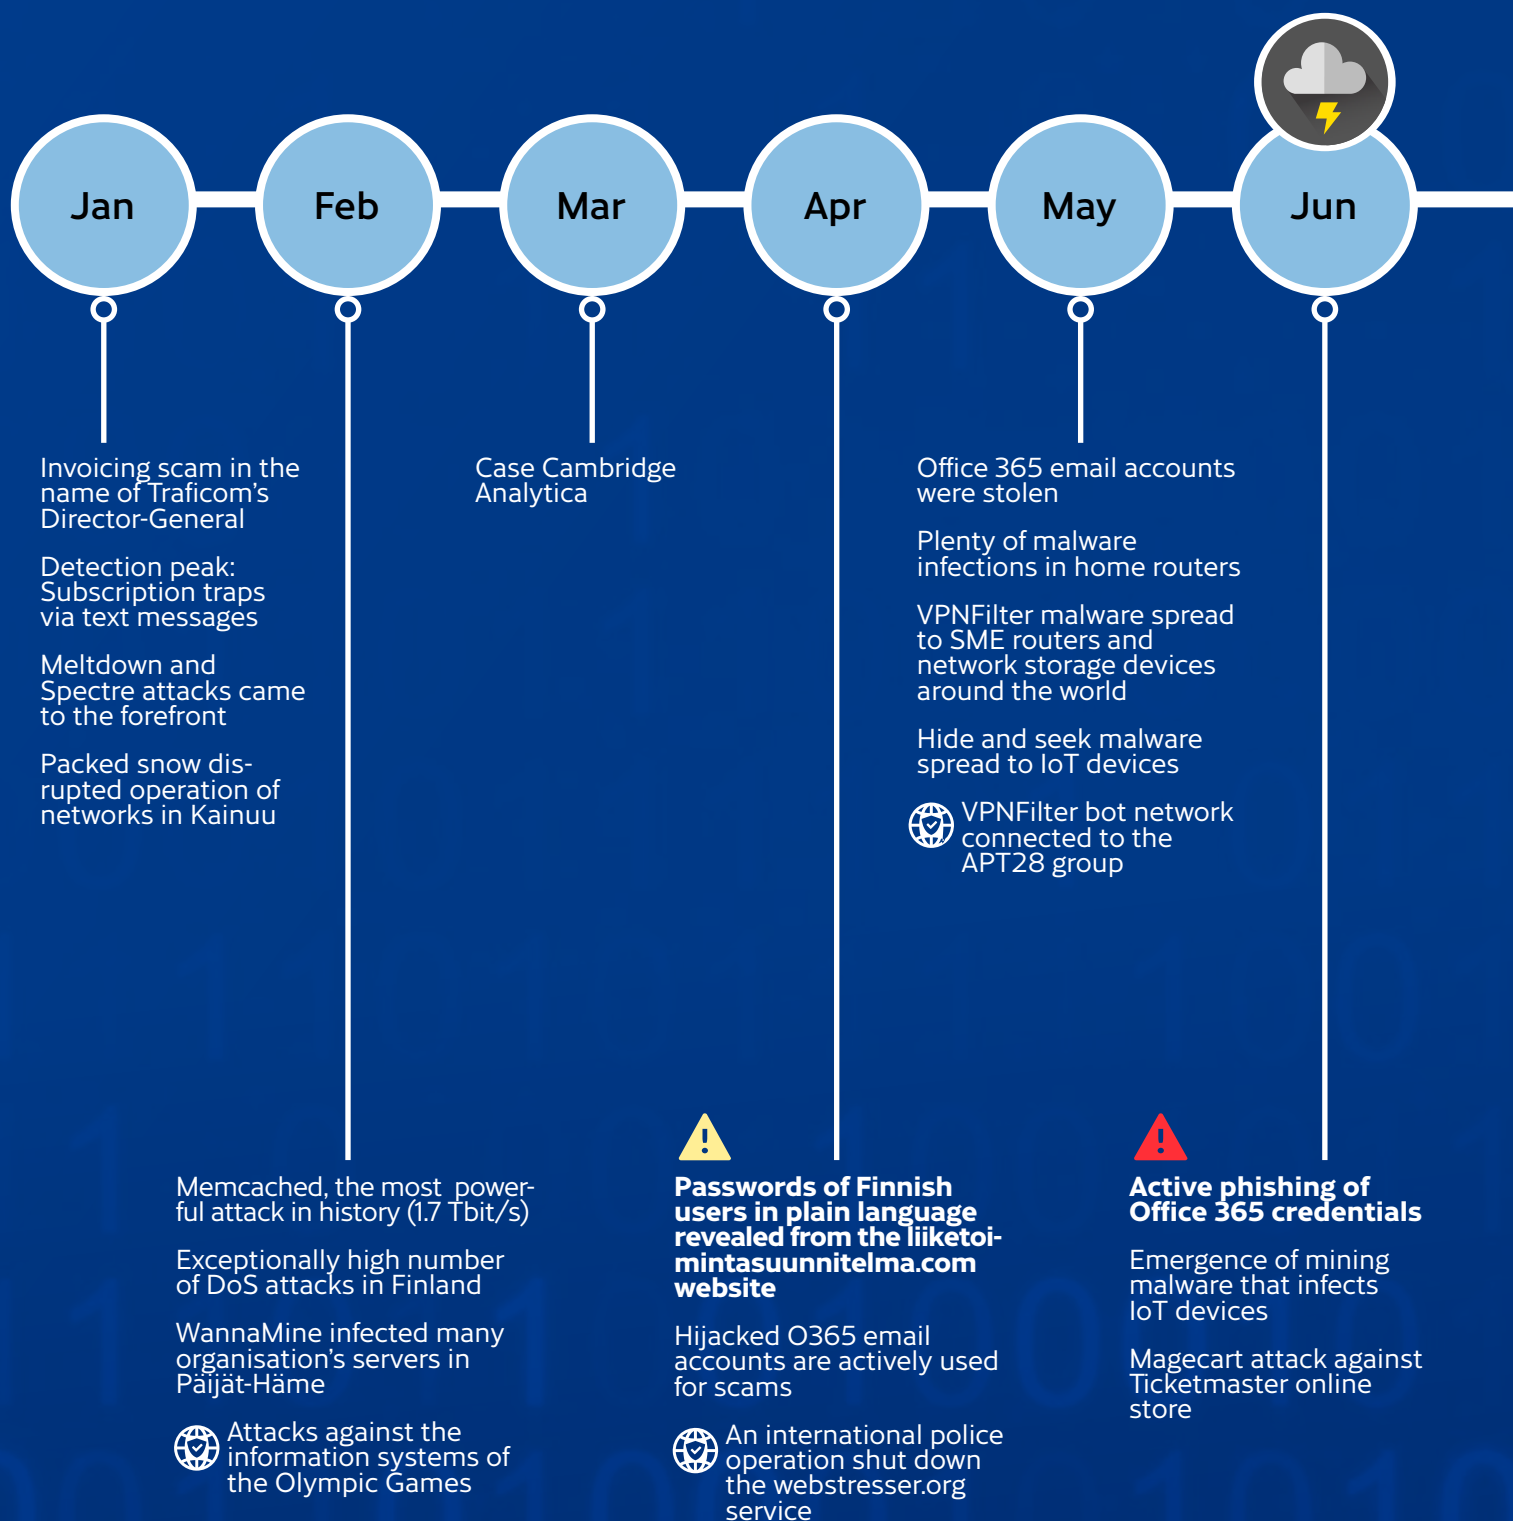 Jan
Feb
Mar
Apr
May
Jun
Invoicing scam in the
name of Traficom's
Director-General
Detection peak:
Subscription traps
via text messages
Meltdown and
Spectre attacks came
to the forefront
Packed snow dis-
rupted operation of
networks in Kainuu
Memcached, the most power-
ful attack in history (1.7 Tbit/s)
Exceptionally high number
of DoS attacks in Finland
WannaMine infected many
organisation's servers in
Päijät-Häme
Attacks against the
information systems of
the Olympic Games
Case Cambridge
Analytica
Passwords of Finnish
users in plain language
revealed from the liiketoi-
mintasuunnitelma.com
website
Hijacked O365 email
accounts are actively used
for scams
An international police
operation shut down
the webstresser.org
service
Office 365 email accounts
were stolen
Plenty of malware
infections in home routers
VPNFilter malware spread
to SME routers and
network storage devices
around the world
Hide and seek malware
spread to IoT devices
VPNFilter bot network
connected to the
APT28 group
Active phishing of
Office 365 credentials
Emergence of mining
malware that infects
IoT devices
Magecart attack against
Ticketmaster online
store